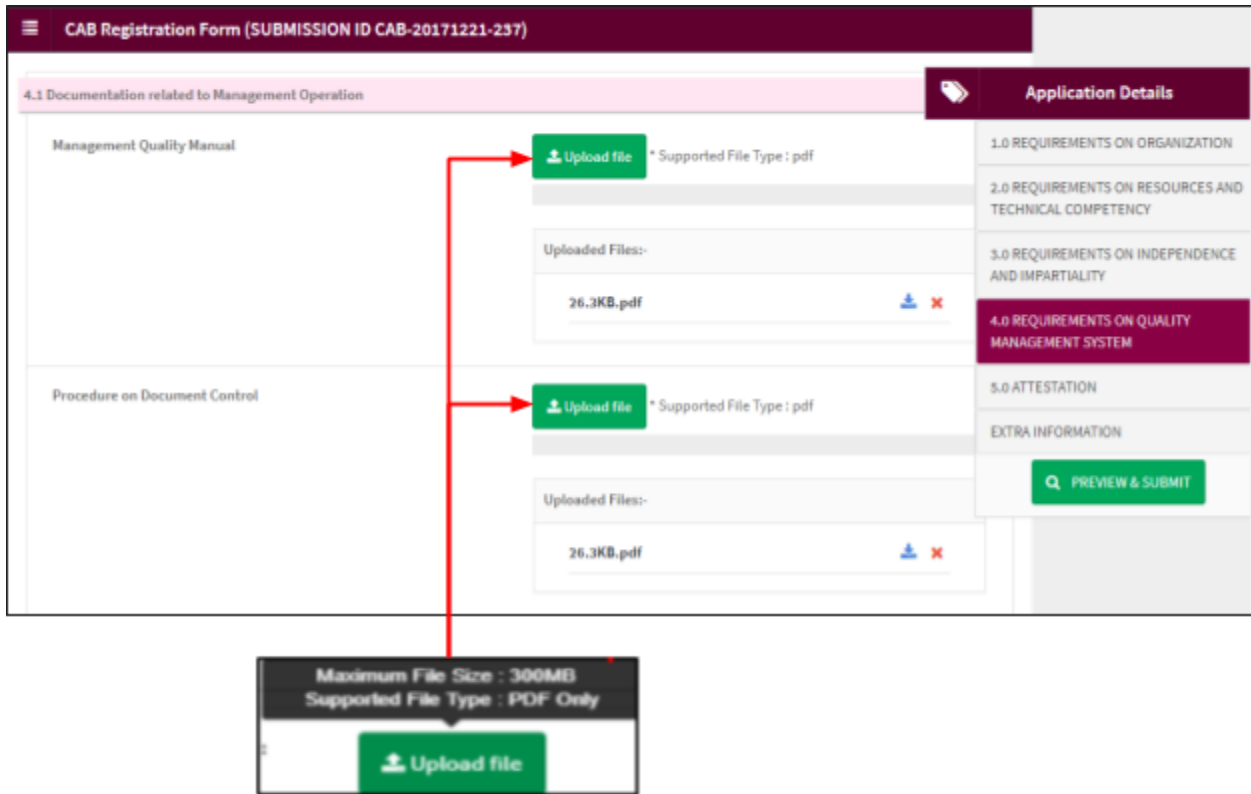 CAB Registration Form (SUBMISSION ID CAB-20171221-237)
4.1 Documentation related to Management Operation
Management Quality Manual
Upload file
* Supported File Type : pdf
Uploaded Files:-
26.3KB.pdf
Procedure on Document Control
Upload file
* Supported File Type : pdf
Uploaded Files:-
26.3KB.pdf
Application Details
1.0 REQUIREMENTS ON ORGANIZATION
2.0 REQUIREMENTS ON RESOURCES AND
TECHNICAL COMPETENCY
3.0 REQUIREMENTS ON INDEPENDENCE
AND IMPARTIALITY
4.0 REQUIREMENTS ON QUALITY
MANAGEMENT SYSTEM
5.0 ATTESTATION
EXTRA INFORMATION
PREVIEW & SUBMIT
Maximum File Size : 300MB
Supported File Type : PDF Only
Upload file